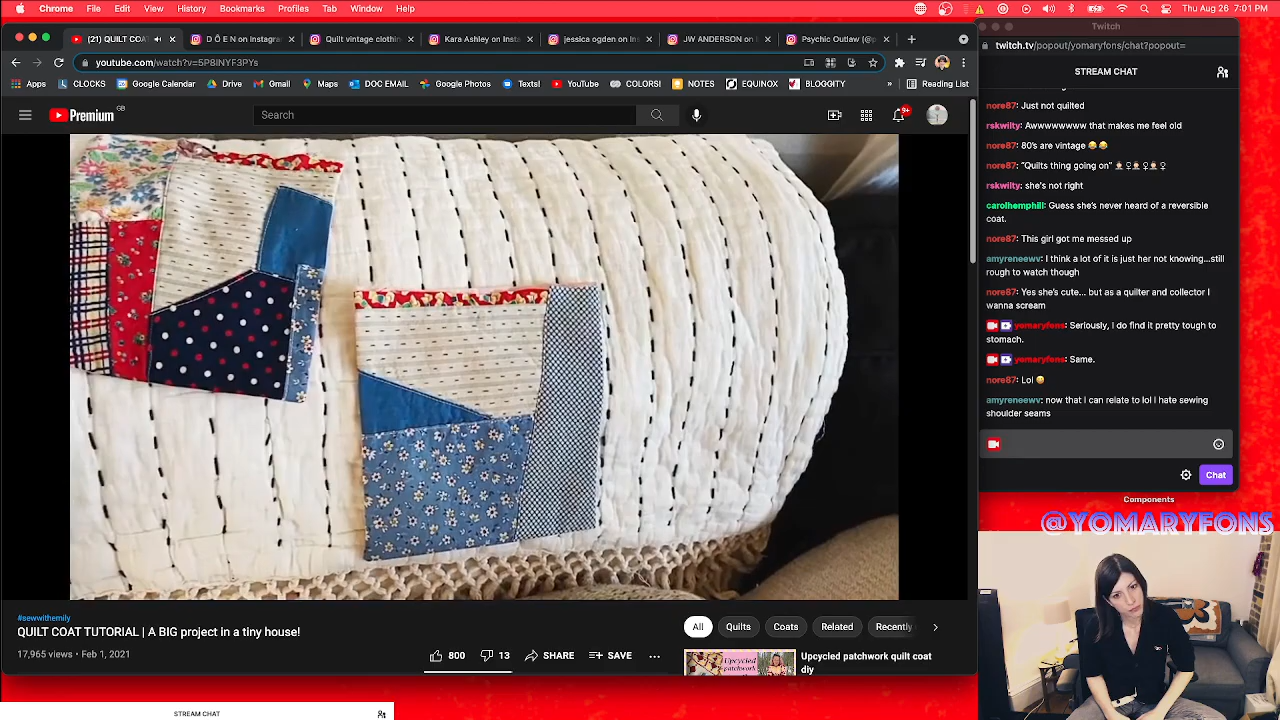 Chrome File Edit View History Bookmarks Profiles Tab Window Help
Thu Aug 26 7:01 PM
(21) QUILT COA
D Ö E N on Instagra
Quilt vintage clothin
Kara Ashley on Insta
jessica ogden on Ins
JW ANDERSON on I
Psychic Outlaw (@p
youtube.com/watch?v=5P8INYF3PYs
Apps CLOCKS Google Calendar Drive Gmail Maps DOC EMAIL Google Photos Texts! YouTube COLORS! NOTES EQUINOX BLOGGTY » Reading List
Premium GB
Search
9+
#sewwithemily
QUILT COAT TUTORIAL | A BIG project in a tiny house!
17,965 views • Feb 1, 2021
800 13 SHARE SAVE
All Quilts Coats Related Recently
Upcycled patchwork
Upcycled patchwork quilt coat
diy
Twitch
twitch.tv/popout/yomaryfons/chat?popout=
STREAM CHAT
nore87: Just not quilted
rskwilty: Awwwwwwww that makes me feel old
nore87: 80's are vintage 😂 😂
nore87: "Quilts thing going on"
rskwilty: she's not right
carolhemphill: Guess she's never heard of a reversible
coat.
nore87: This girl got me messed up
amyreneewv: I think a lot of it is just her not knowing...still
rough to watch though
nore87: Yes she's cute... but as a quilter and collector I
wanna scream
yomaryfons: Seriously, I do find it pretty tough to
stomach.
yomaryfons: Same.
nore87: Lol
amyreneewv: now that I can relate to lol I hate sewing
shoulder seams
Chat
Components
@YOMARYFONS
STREAM CHAT